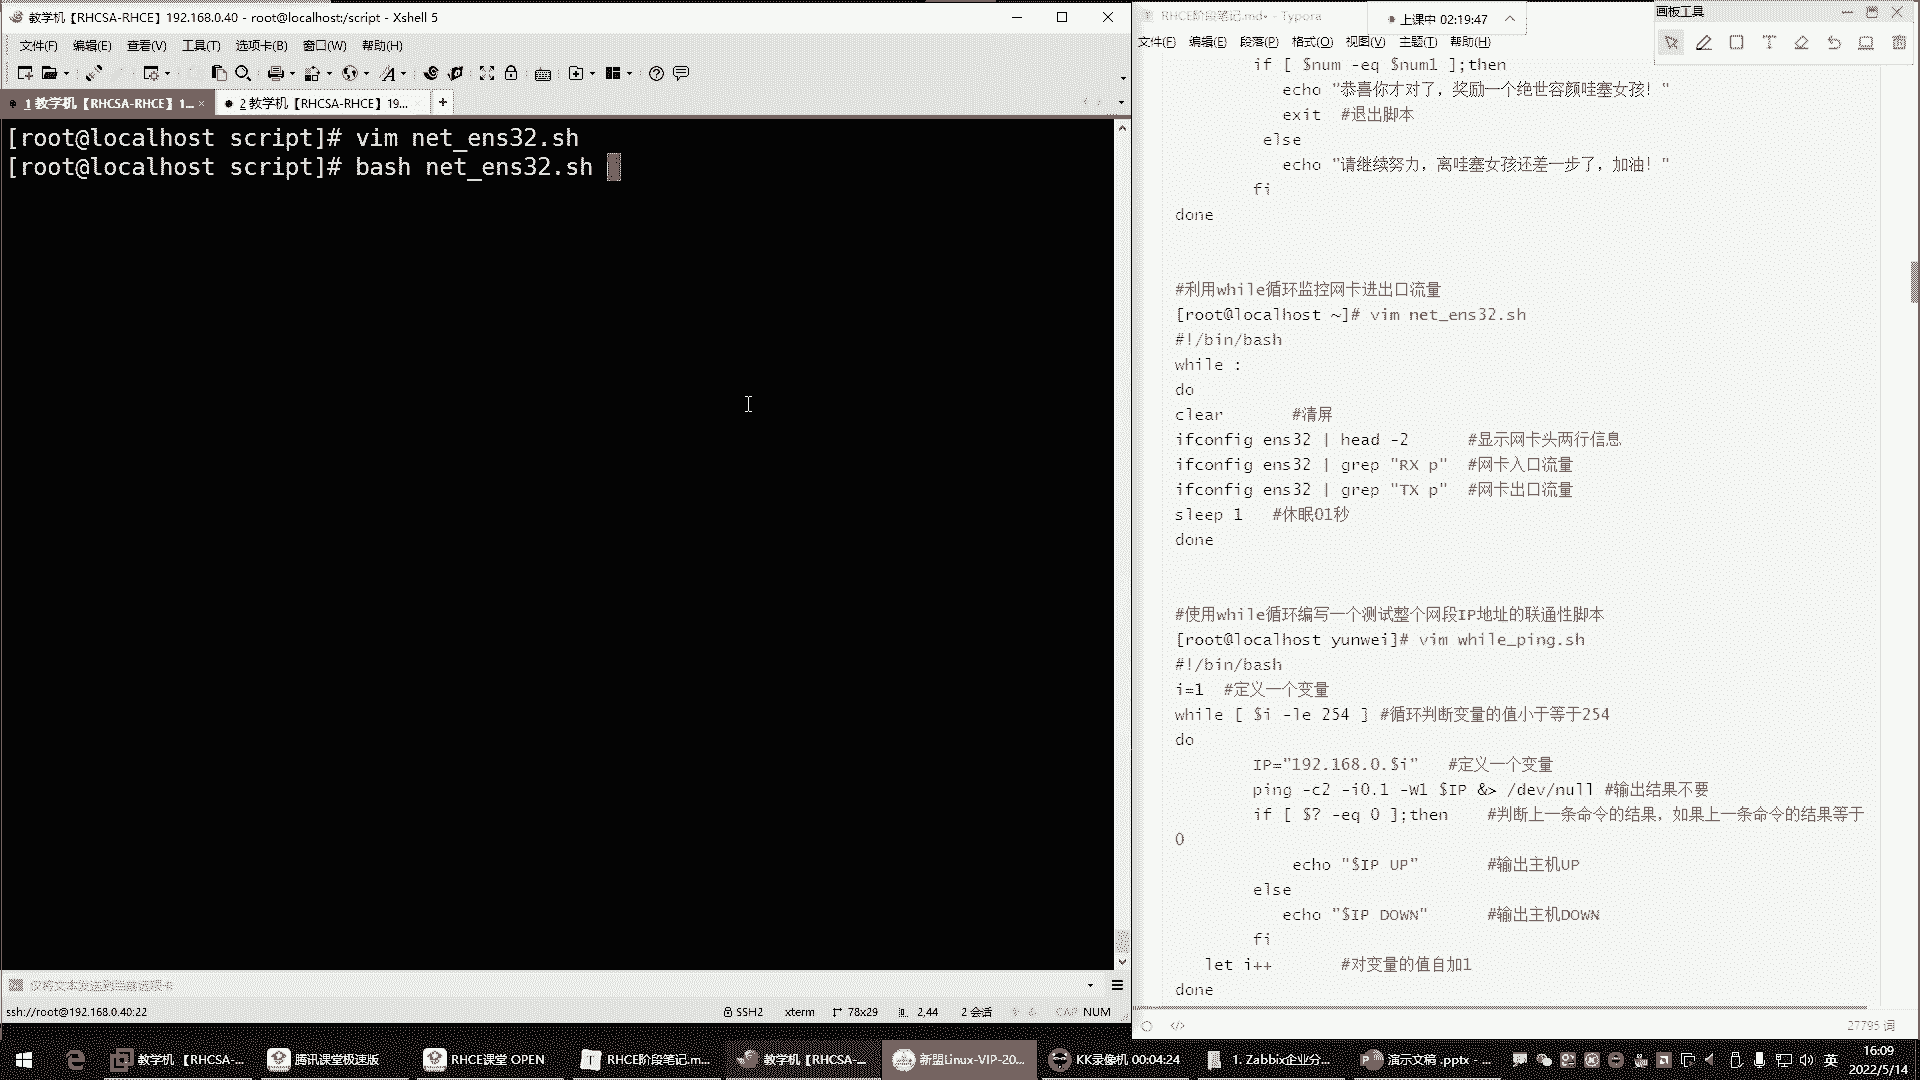 教学机【RHCSA-RHCE】192.168.0.40 - root@localhost:/script - Xshell 5
文件(F) 编辑(E) 查看(V) 工具(T) 选项卡(B) 窗口(W) 帮助(H)
1 教学机【RHCSA-RHCE】1... × 2 教学机【RHCSA-RHCE】19... +
[root@localhost script]# vim net_ens32.sh
[root@localhost script]# bash net_ens32.sh
仅将文本发送到当前选项卡
ssh://root@192.168.0.40:22 SSH2 xterm 78x29 2,44 2 会话 CAP NUM
RHCE阶段笔记.md• - Typora
上课中 02:19:47
画板工具
文件(F) 编辑(E) 段落(P) 格式(O) 视图(V) 主题(T) 帮助(H)
if [ $num -eq $num1 ];then
echo "恭喜你才对了，奖励一个绝世容颜哇塞女孩！"
exit #退出脚本
else
echo "请继续努力，离哇塞女孩还差一步了，加油！"
fi
done
#利用while循环监控网卡进出口流量
[root@localhost ~]# vim net_ens32.sh
#!/bin/bash
while :
do
clear #清屏
ifconfig ens32 | head -2 #显示网卡头两行信息
ifconfig ens32 | grep "RX p" #网卡入口流量
ifconfig ens32 | grep "TX p" #网卡出口流量
sleep 1 #休眠01秒
done
#使用while循环编写一个测试整个网段IP地址的联通性脚本
[root@localhost yunwei]# vim while_ping.sh
#!/bin/bash
i=1 #定义一个变量
while [ $i -le 254 ] #循环判断变量的值小于等于254
do
IP="192.168.0.$i" #定义一个变量
ping -c2 -i0.1 -W1 $IP &> /dev/null #输出结果不要
if [ $? -eq 0 ];then #判断上一条命令的结果，如果上一条命令的结果等于
0
echo "$IP UP" #输出主机UP
else
echo "$IP DOWN" #输出主机DOWN
fi
let i++ #对变量的值自加1
done
27795 词
教学机【RHCSA-... 腾讯课堂极速版 RHCE课堂 OPEN RHCE阶段笔记.m... 教学机【RHCSA-... 新盟Linux-VIP-20... KK录像机 00:04:24 1. Zabbix企业分... 演示文稿 .pptx - ... 英
16:09
2022/5/14